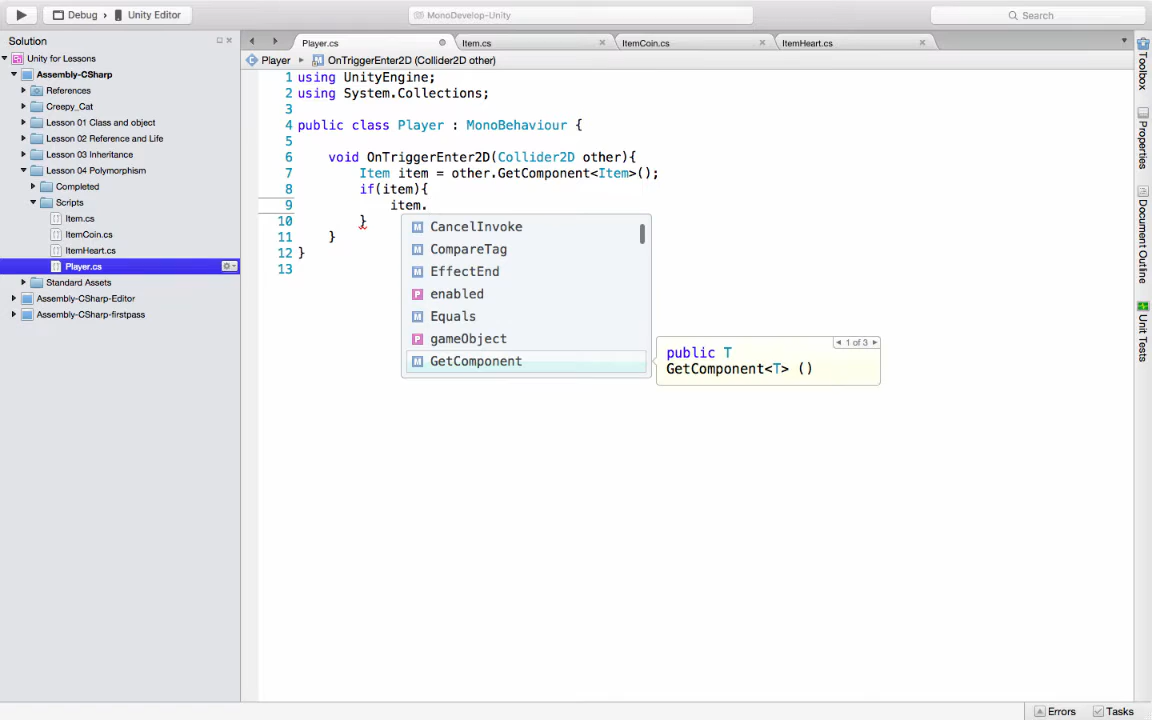 Debug › Unity Editor
MonoDevelop-Unity
Search
Solution
Unity for Lessons
Assembly-CSharp
References
Creepy_Cat
Lesson 01 Class and object
Lesson 02 Reference and Life
Lesson 03 Inheritance
Lesson 04 Polymorphism
Completed
Scripts
Item.cs
ItemCoin.cs
ItemHeart.cs
Player.cs
Standard Assets
Assembly-CSharp-Editor
Assembly-CSharp-firstpass
Player.cs Item.cs ItemCoin.cs ItemHeart.cs
Player OnTriggerEnter2D (Collider2D other)
1 using UnityEngine;
2 using System.Collections;
3
4 public class Player : MonoBehaviour {
5
6 void OnTriggerEnter2D(Collider2D other){
7 Item item = other.GetComponent<Item>();
8 if(item){
9 item.
10 }
11 }
12 }
13
CancelInvoke
CompareTag
EffectEnd
enabled
Equals
gameObject
GetComponent
1 of 3
public T
GetComponent<T> ()
Toolbox
Properties
Document Outline
Unit Tests
Errors Tasks